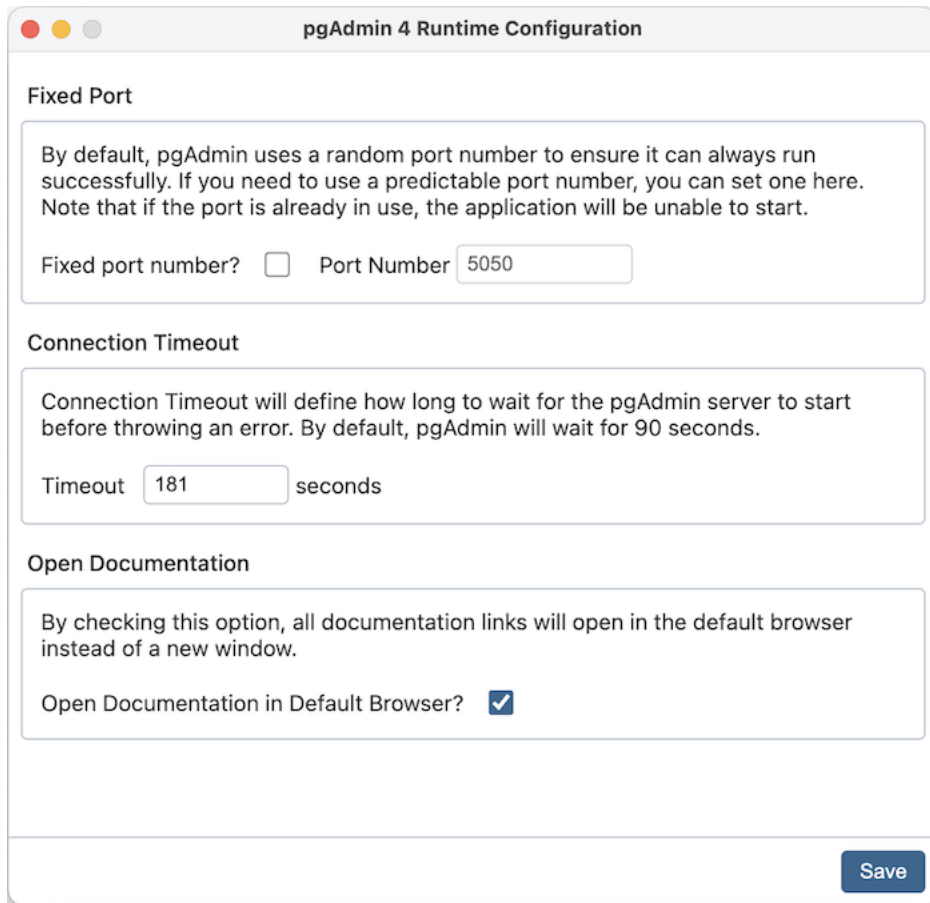 pgAdmin 4 Runtime Configuration
Fixed Port
By default, pgAdmin uses a random port number to ensure it can always run
successfully. If you need to use a predictable port number, you can set one here.
Note that if the port is already in use, the application will be unable to start.
Fixed port number? Port Number 5050
Connection Timeout
Connection Timeout will define how long to wait for the pgAdmin server to start
before throwing an error. By default, pgAdmin will wait for 90 seconds.
Timeout 181 seconds
Open Documentation
By checking this option, all documentation links will open in the default browser
instead of a new window.
Open Documentation in Default Browser?
Save